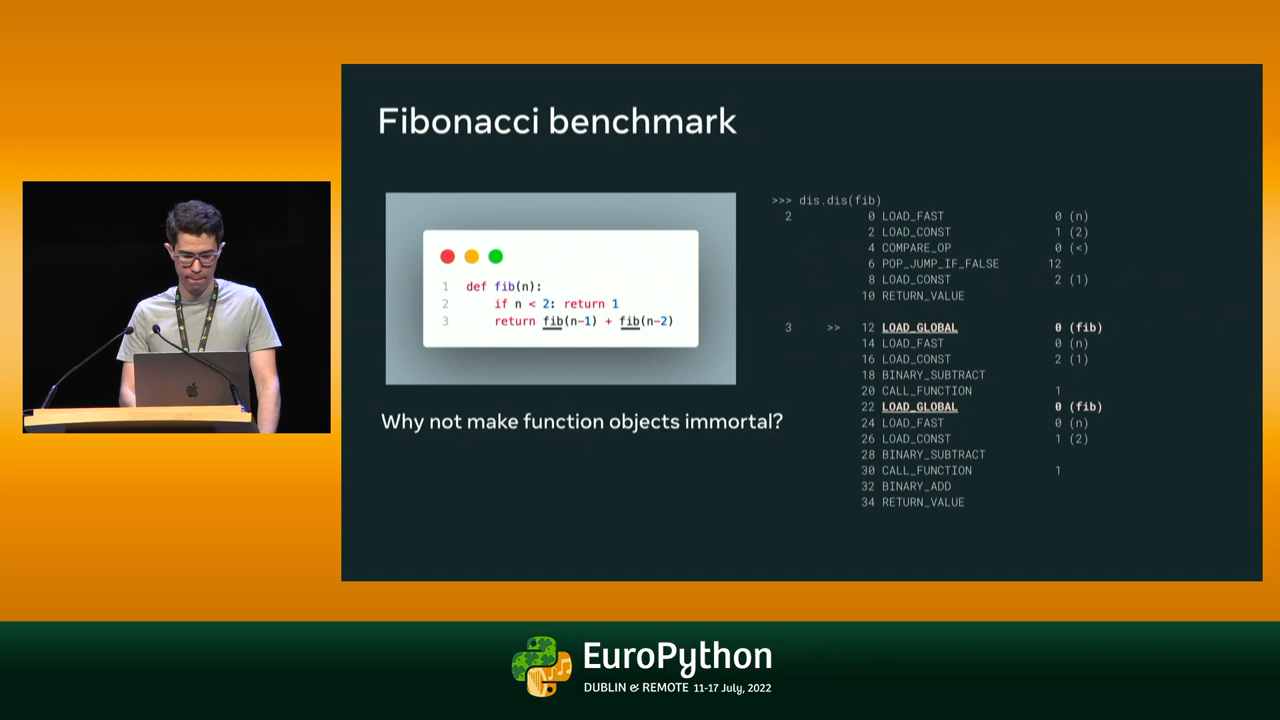 Fibonacci benchmark
1 def fib(n):
2 if n < 2: return 1
3 return fib(n-1) + fib(n-2)
Why not make function objects immortal?
>>> dis.dis(fib)
2 0 LOAD_FAST 0 (n)
2 LOAD_CONST 1 (2)
4 COMPARE_OP 0 (<)
6 POP_JUMP_IF_FALSE 12
8 LOAD_CONST 2 (1)
10 RETURN_VALUE
3 >> 12 LOAD_GLOBAL 0 (fib)
14 LOAD_FAST 0 (n)
16 LOAD_CONST 2 (1)
18 BINARY_SUBTRACT
20 CALL_FUNCTION 1
22 LOAD_GLOBAL 0 (fib)
24 LOAD_FAST 0 (n)
26 LOAD_CONST 1 (2)
28 BINARY_SUBTRACT
30 CALL_FUNCTION 1
32 BINARY_ADD
34 RETURN_VALUE
EuroPython
DUBLIN & REMOTE 11-17 July, 2022